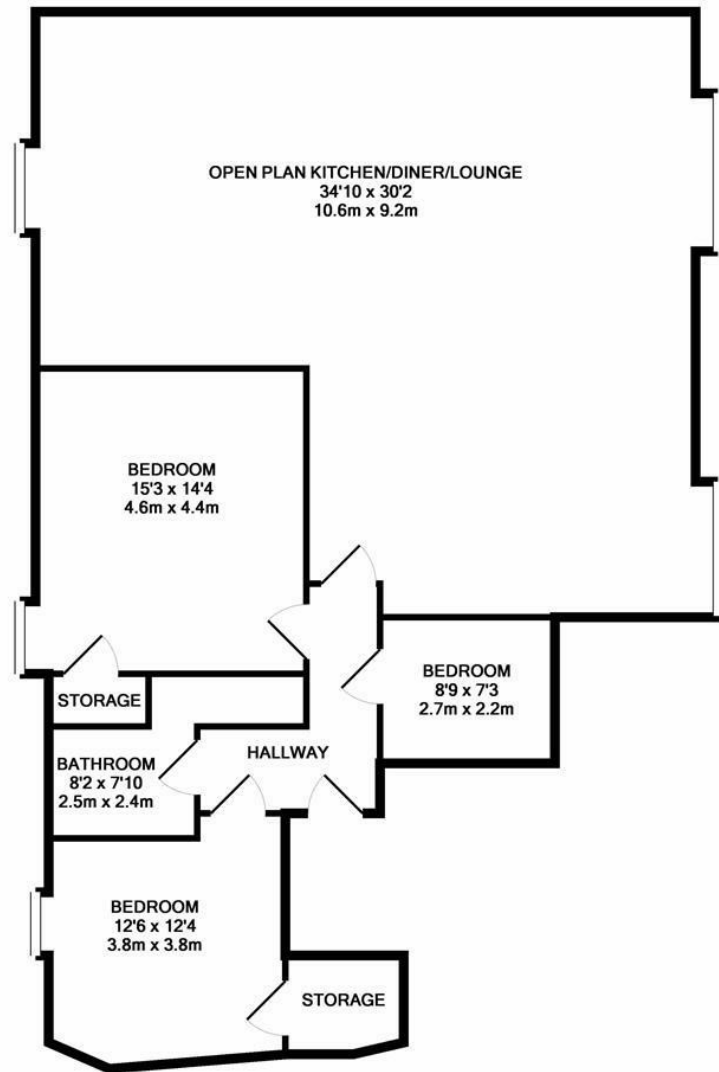 OPEN PLAN KITCHEN/DINER/LOUNGE
34'10 x 30'2
10.6m x 9.2m
BEDROOM
15'3 x 14'4
4.6m x 4.4m
BEDROOM
8'9 x 7'3
2.7m x 2.2m
STORAGE
HALLWAY
BATHROOM
8'2 x 7'10
2.5m x 2.4m
BEDROOM
12'6 x 12'4
3.8m x 3.8m
STORAGE